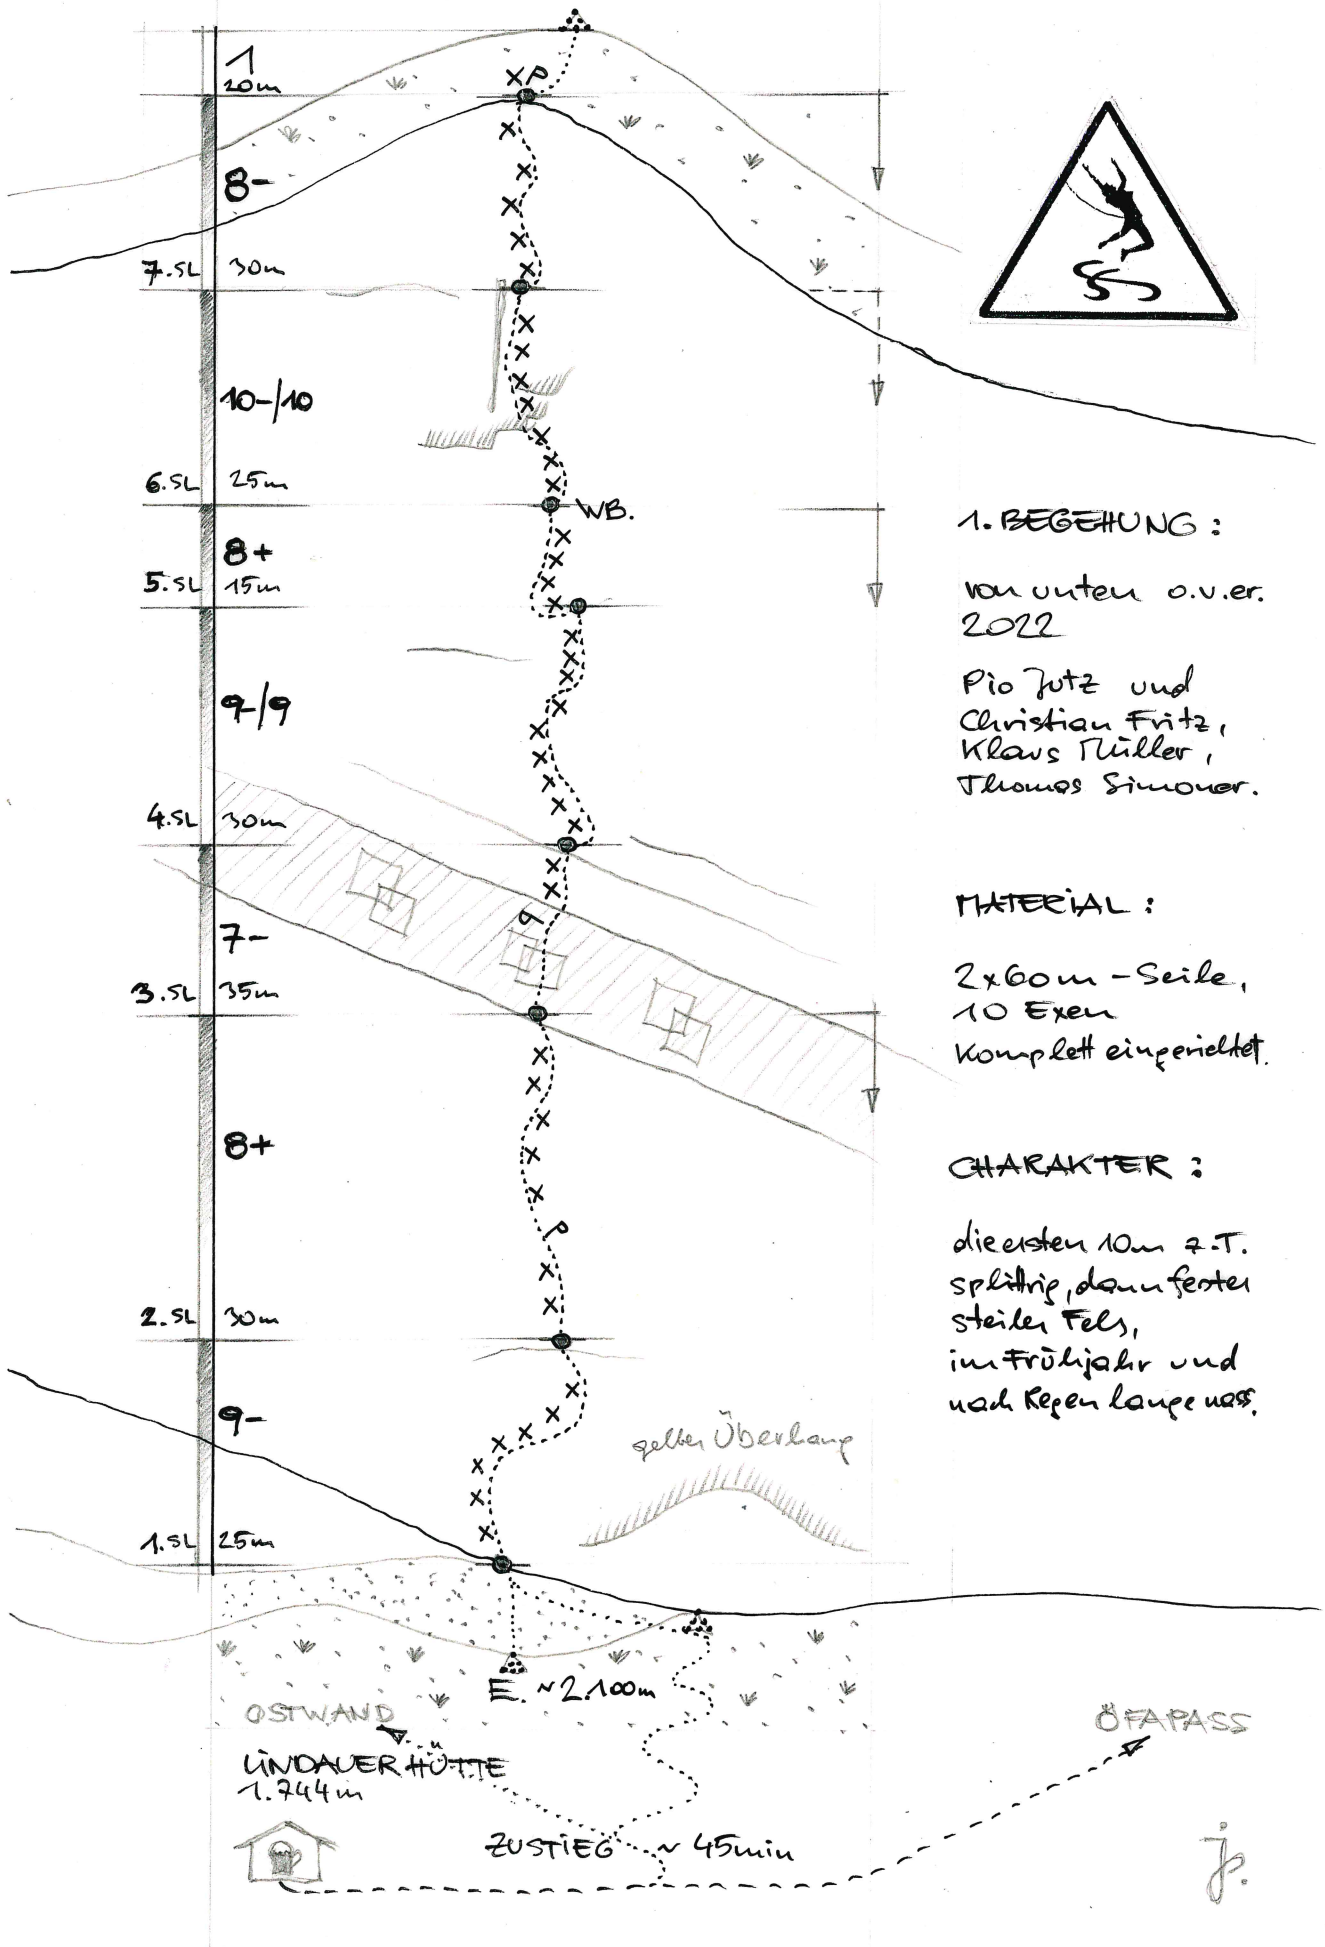 1
20m
P
8-
7.SL 30m
10-/10
6.SL 25m
WB.
8+
5.SL 15m
9-/9
4.SL 30m
7-
3.SL 35m
8+
P
2.SL 30m
9-
gelber Überhang
1.SL 25m
E. ~2.100m
OSTWAND
LINDAUER HÜTTE
1.744m
ZUSTIEG ~ 45min
ÖFAPASS
1. BEGEHUNG:
von unten o.v.er.
2022
Pio Jutz und
Christian Fritz,
Klaus Müller,
Thomas Simoner.
MATERIAL:
2x60m-Seile,
10 Exen
Komplett eingerichtet.
CHARAKTER:
die ersten 10m z.T.
splittrig, dann fester
steiler Fels,
im Frühjahr und
nach Regen lange nass.